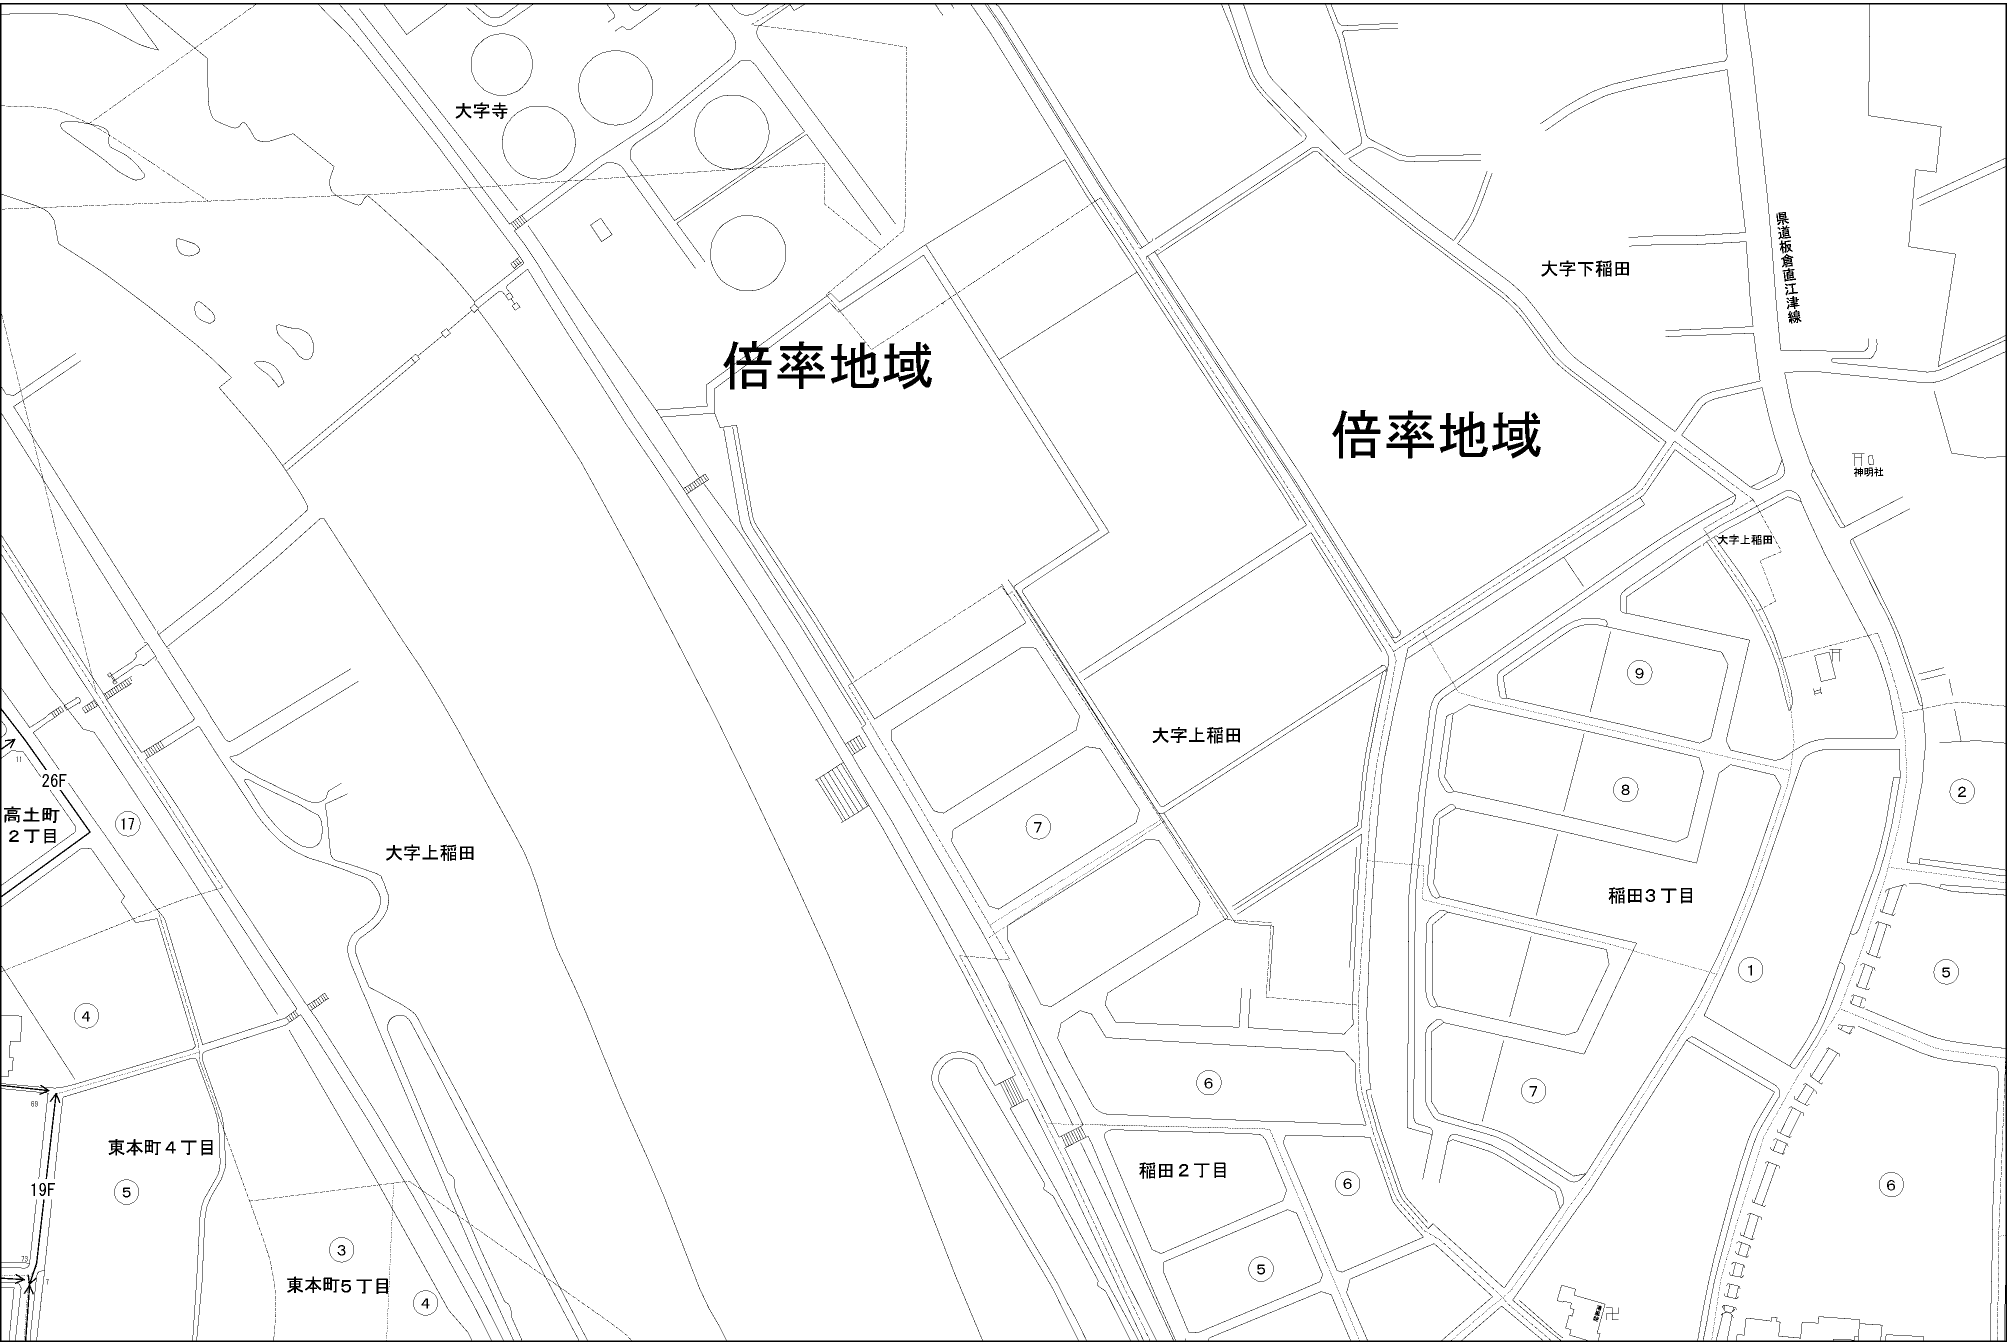 大字寺
県道板倉直江津線
大字下稲田
倍率地域
倍率地域
神明社
大字上稲田
9
大字上稲田
11
26F
高土町
2丁目
17
7
8
2
大字上稲田
稲田3丁目
1
5
4
6
7
69
東本町4丁目
19F
5
稲田2丁目
6
6
3
73
7
東本町5丁目
4
5